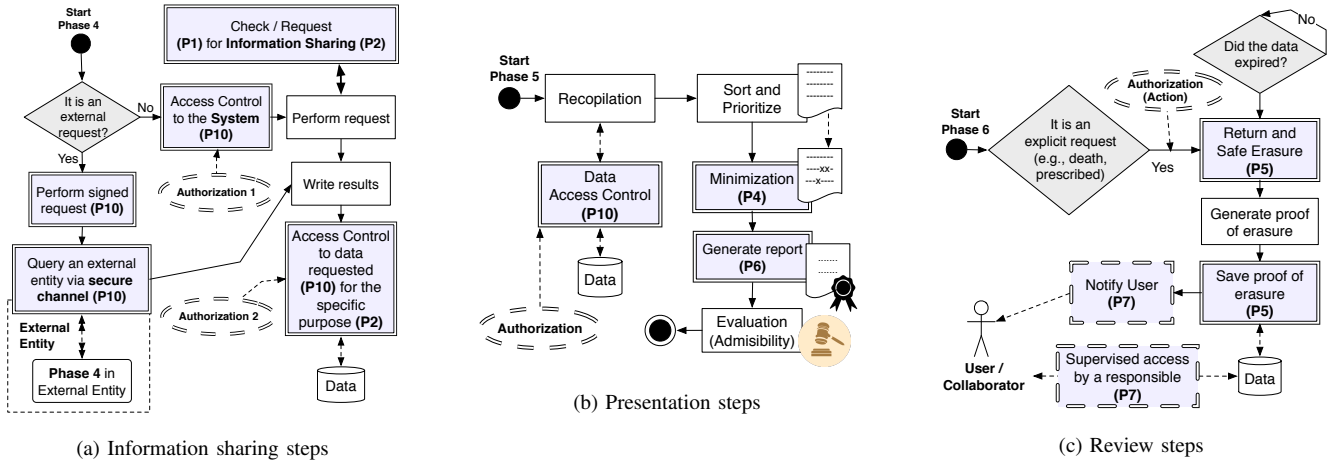 Start
Phase 4
It is an
external
request?
No
Yes
Access Control
to the System
(P10)
Authorization 1
Check / Request
(P1) for Information Sharing (P2)
Perform request
Write results
Perform signed
request (P10)
Query an external
entity via secure
channel (P10)
External
Entity
Phase 4 in
External Entity
Access Control
to data
requested
(P10) for the
specific
purpose (P2)
Authorization 2
Data
(a) Information sharing steps
Start
Phase 5
Recopilation
Sort and
Prioritize
--------
--------
--------
Data
Access Control
(P10)
Minimization
(P4)
--------
----xx-
---x-----
Generate report
(P6)
Data
Authorization
Evaluation
(Admisibility)
(b) Presentation steps
No
Did the data
expired?
Authorization
(Action)
Start
Phase 6
It is an
explicit request
(e.g., death,
prescribed)
Yes
Return and
Safe Erasure
(P5)
Generate proof
of erasure
Notify User
(P7)
Save proof of
erasure
(P5)
User /
Collaborator
Supervised access
by a responsible
(P7)
Data
(c) Review steps